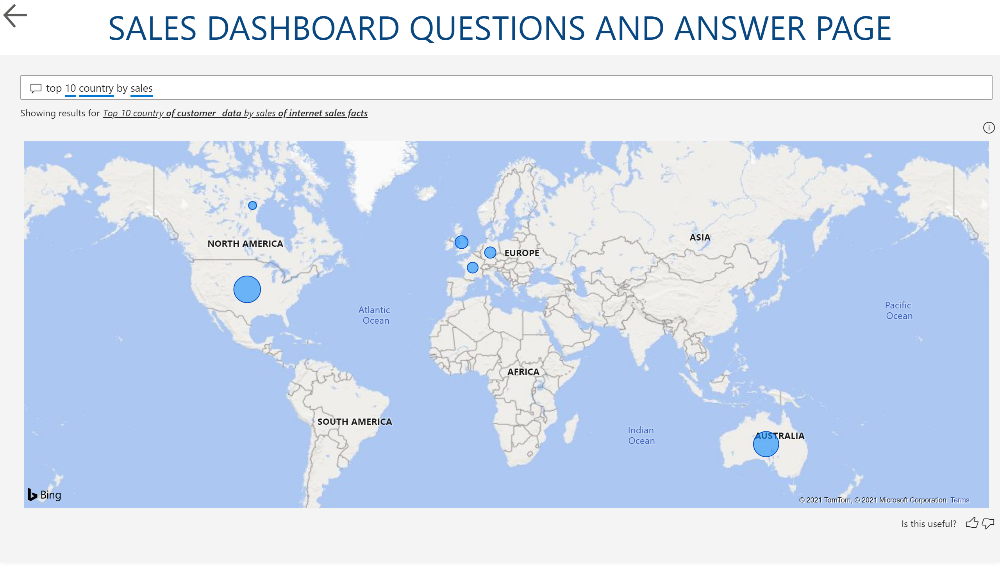 SALES DASHBOARD QUESTIONS AND ANSWER PAGE
top 10 country by sales
Showing results for Top 10 country of customer data by sales of internet sales facts
NORTH AMERICA
EUROPE
ASIA
Atlantic
Ocean
Pacific
Ocean
AFRICA
SOUTH AMERICA
Indian
Ocean
AUSTRALIA
Bing
© 2021 TomTom, © 2021 Microsoft Corporation Terms
Is this useful?